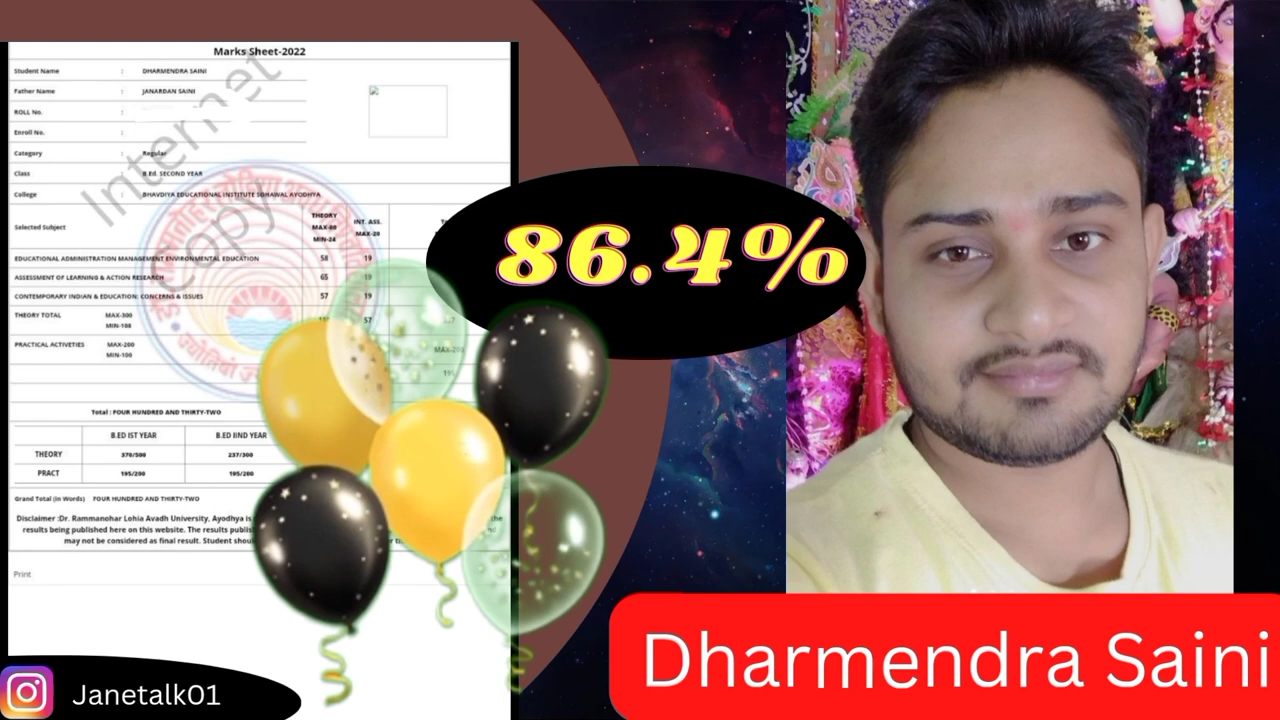 Marks Sheet-2022
Student Name : DHARMENDRA SAINI
Father Name : JANARDAN SAINI
ROLL No. :
Enroll No. :
Category : Regular
Class : B.Ed. SECOND YEAR
College : BHAVDIYA EDUCATIONAL INSTITUTE SOHAWAL AYODHYA
Selected Subject
THEORY MAX-80 MIN-24
INT. ASS. MAX-20
EDUCATIONAL ADMINISTRATION MANAGEMENT ENVIRONMENTAL EDUCATION 58 19
ASSESSMENT OF LEARNING & ACTION RESEARCH 65 19
CONTEMPORARY INDIAN & EDUCATION: CONCERNS & ISSUES 57 19
THEORY TOTAL MAX-300 57
MIN-108
PRACTICAL ACTIVETIES MAX-200 MAX-200
MIN-100
Total : FOUR HUNDRED AND THIRTY-TWO
B.ED IST YEAR B.ED IIND YEAR
THEORY 370/500 237/300
PRACT 195/200 195/200
Grand Total (in Words) FOUR HUNDRED AND THIRTY-TWO
Disclaimer :Dr. Rammanohar Lohia Avadh University, Ayodhya is the
results being published here on this website. The results
may not be considered as final result. Student
Print
Internet
Copy
86.4%
Dharmendra Saini
Janetalk01